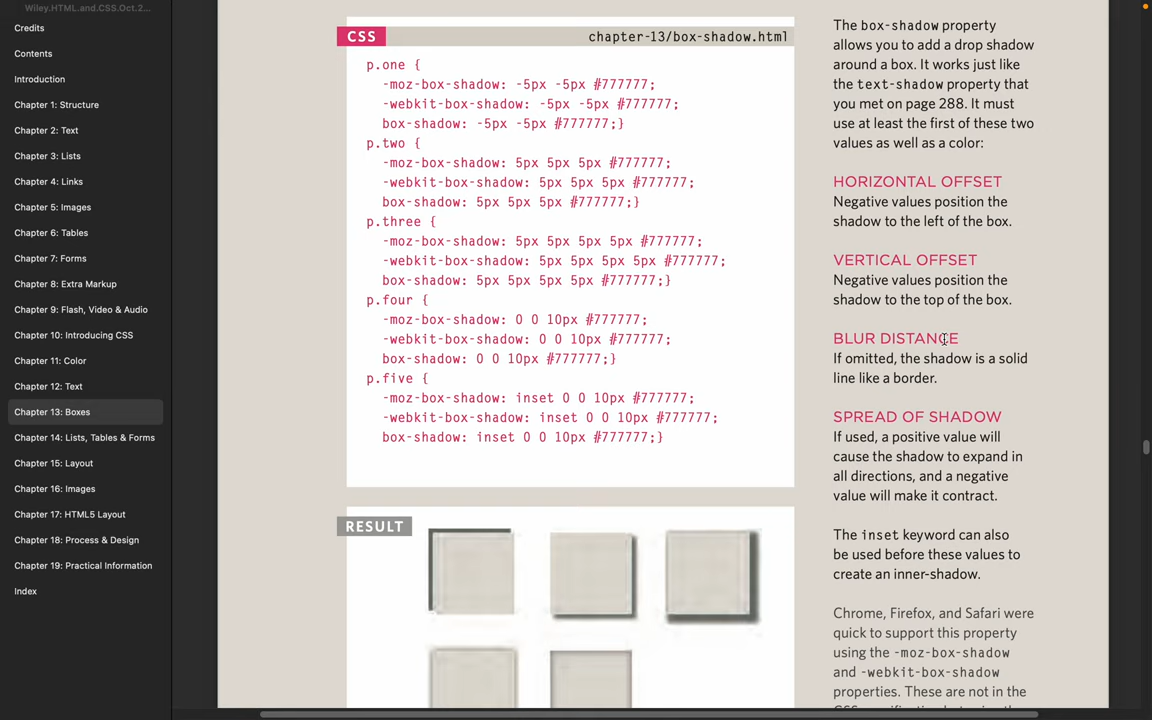 Wiley.HTML.and.CSS.Oct.2...
Credits
Contents
Introduction
Chapter 1: Structure
Chapter 2: Text
Chapter 3: Lists
Chapter 4: Links
Chapter 5: Images
Chapter 6: Tables
Chapter 7: Forms
Chapter 8: Extra Markup
Chapter 9: Flash, Video & Audio
Chapter 10: Introducing CSS
Chapter 11: Color
Chapter 12: Text
Chapter 13: Boxes
Chapter 14: Lists, Tables & Forms
Chapter 15: Layout
Chapter 16: Images
Chapter 17: HTML5 Layout
Chapter 18: Process & Design
Chapter 19: Practical Information
Index
CSS
chapter-13/box-shadow.html
p.one {
-moz-box-shadow: -5px -5px #777777;
-webkit-box-shadow: -5px -5px #777777;
box-shadow: -5px -5px #777777;}
p.two {
-moz-box-shadow: 5px 5px 5px #777777;
-webkit-box-shadow: 5px 5px 5px #777777;
box-shadow: 5px 5px 5px #777777;}
p.three {
-moz-box-shadow: 5px 5px 5px 5px #777777;
-webkit-box-shadow: 5px 5px 5px 5px #777777;
box-shadow: 5px 5px 5px 5px #777777;}
p.four {
-moz-box-shadow: 0 0 10px #777777;
-webkit-box-shadow: 0 0 10px #777777;
box-shadow: 0 0 10px #777777;}
p.five {
-moz-box-shadow: inset 0 0 10px #777777;
-webkit-box-shadow: inset 0 0 10px #777777;
box-shadow: inset 0 0 10px #777777;}
RESULT
The box-shadow property
allows you to add a drop shadow
around a box. It works just like
the text-shadow property that
you met on page 288. It must
use at least the first of these two
values as well as a color:
HORIZONTAL OFFSET
Negative values position the
shadow to the left of the box.
VERTICAL OFFSET
Negative values position the
shadow to the top of the box.
BLUR DISTANCE
If omitted, the shadow is a solid
line like a border.
SPREAD OF SHADOW
If used, a positive value will
cause the shadow to expand in
all directions, and a negative
value will make it contract.
The inset keyword can also
be used before these values to
create an inner-shadow.
Chrome, Firefox, and Safari were
quick to support this property
using the -moz-box-shadow
and -webkit-box-shadow
properties. These are not in the